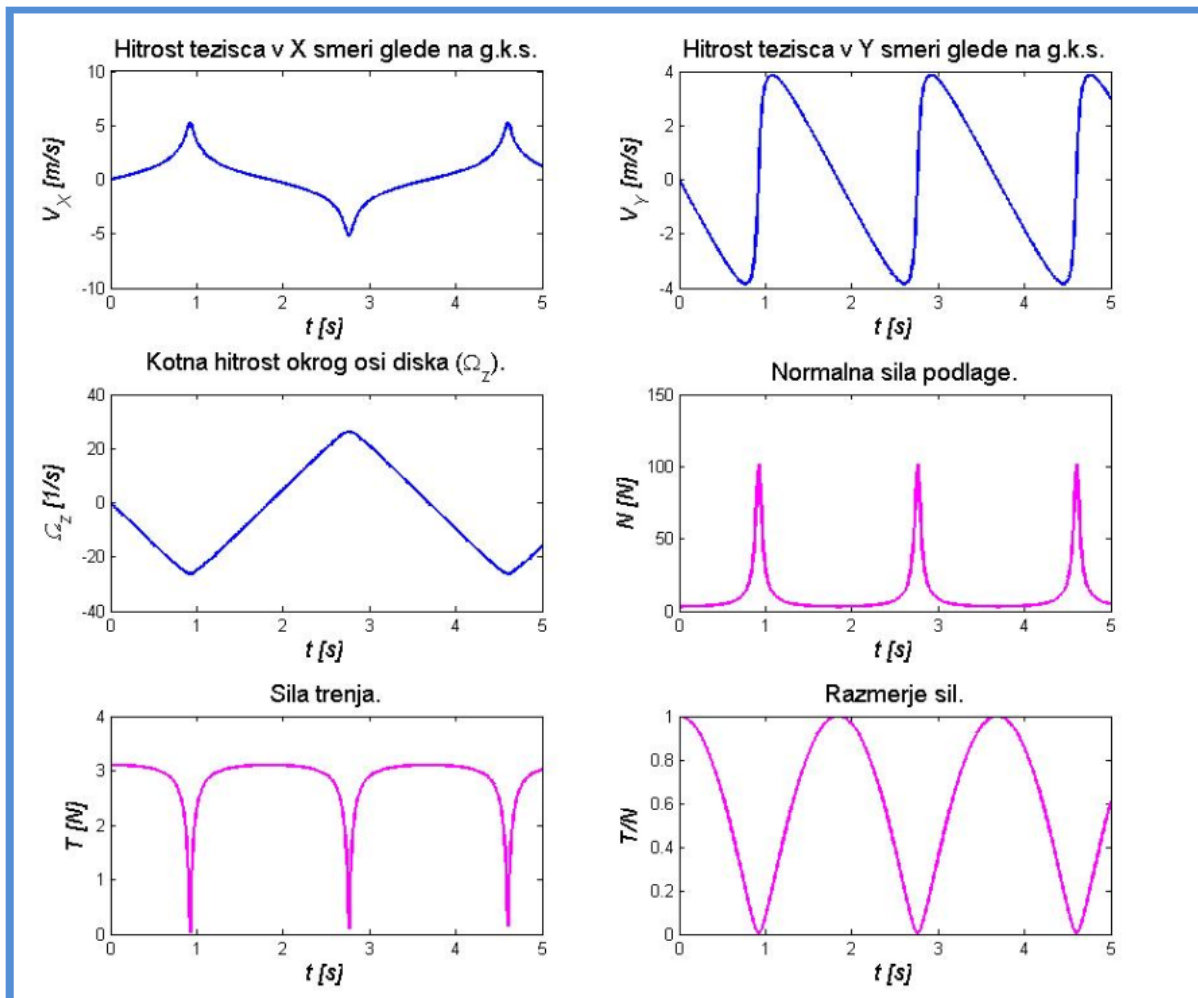 Hitrost tezisca v X smeri glede na g.k.s.
10
5
0
-5
-10
V_X [m/s]
0 1 2 3 4 5
t [s]
Hitrost tezisca v Y smeri glede na g.k.s.
4
2
0
-2
-4
V_Y [m/s]
0 1 2 3 4 5
t [s]
Kotna hitrost okrog osi diska (Ω_z).
40
20
0
-20
-40
Ω_z [1/s]
0 1 2 3 4 5
t [s]
Normalna sila podlage.
150
100
50
0
N [N]
0 1 2 3 4 5
t [s]
Sila trenja.
4
3
2
1
0
T [N]
0 1 2 3 4 5
t [s]
Razmerje sil.
1
0.8
0.6
0.4
0.2
0
T/N
0 1 2 3 4 5
t [s]